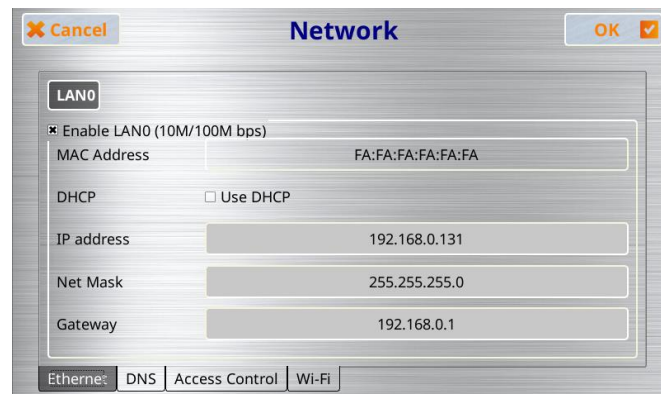 Cancel Network OK
LAN0
Enable LAN0 (10M/100M bps)
MAC Address FA:FA:FA:FA:FA:FA
DHCP Use DHCP
IP address 192.168.0.131
Net Mask 255.255.255.0
Gateway 192.168.0.1
Ethernet DNS Access Control Wi-Fi